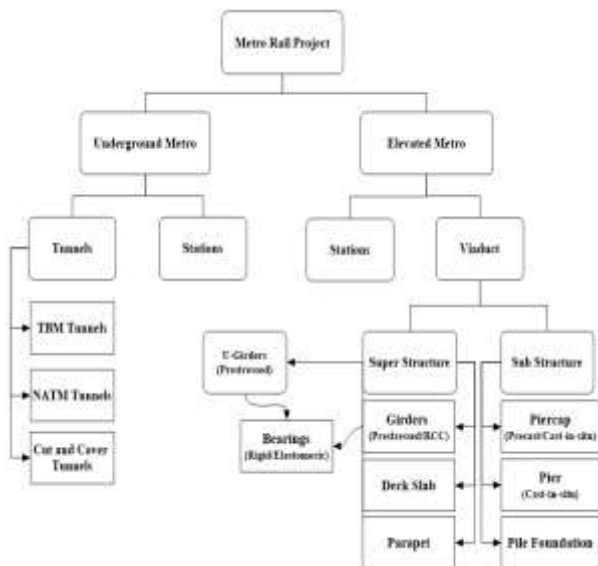 Metro Rail Project
Underground Metro
Elevated Metro
Tunnels
Stations
Stations
Viaduct
TBM Tunnels
NATM Tunnels
Cut and Cover
Tunnels
U-Girders
(Prestressed)
Bearings
(Rigid/Elastomeric)
Super Structure
Girders
(Prestressed/RCC)
Deck Slab
Parapet
Sub Structure
Piercap
(Precast/Cast-in-situ)
Pier
(Cast-in-situ)
Pile Foundation